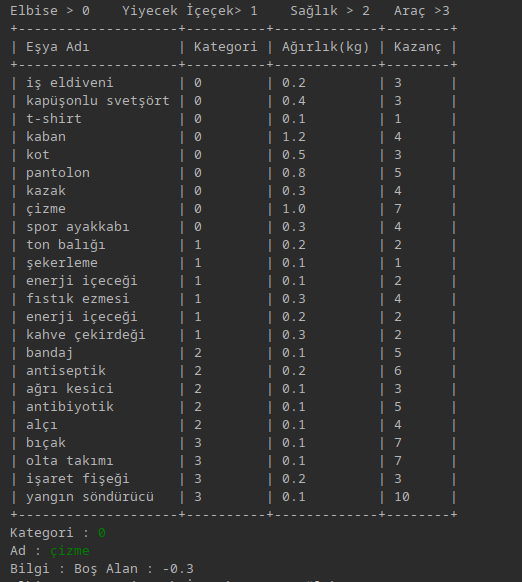 Elbise > 0    Yiyecek İçeçek> 1    Sağlık > 2   Araç >3
+--------------------+----------+------------+--------+
| Eşya Adı           | Kategori | Ağırlık(kg) | Kazanç |
+--------------------+----------+------------+--------+
| iş eldiveni        | 0        | 0.2         | 3      |
| kapüşonlu svetşört | 0        | 0.4         | 3      |
| t-shirt            | 0        | 0.1         | 1      |
| kaban              | 0        | 1.2         | 4      |
| kot                | 0        | 0.5         | 3      |
| pantolon           | 0        | 0.8         | 5      |
| kazak              | 0        | 0.3         | 4      |
| çizme              | 0        | 1.0         | 7      |
| spor ayakkabı      | 0        | 0.3         | 4      |
| ton balığı         | 1        | 0.2         | 2      |
| şekerleme          | 1        | 0.1         | 1      |
| enerji içeceği     | 1        | 0.1         | 2      |
| fıstık ezmesi      | 1        | 0.3         | 4      |
| enerji içeceği     | 1        | 0.2         | 2      |
| kahve çekirdeği    | 1        | 0.3         | 2      |
| bandaj             | 2        | 0.1         | 5      |
| antiseptik         | 2        | 0.2         | 6      |
| ağrı kesici        | 2        | 0.1         | 3      |
| antibiyotik        | 2        | 0.1         | 5      |
| alçı               | 2        | 0.1         | 4      |
| bıçak              | 3        | 0.1         | 7      |
| olta takımı        | 3        | 0.1         | 7      |
| işaret fişeği      | 3        | 0.2         | 3      |
| yangın söndürücü   | 3        | 0.1         | 10     |
+--------------------+----------+------------+--------+
Kategori : 0
Ad : çizme
Bilgi : Boş Alan : -0.3